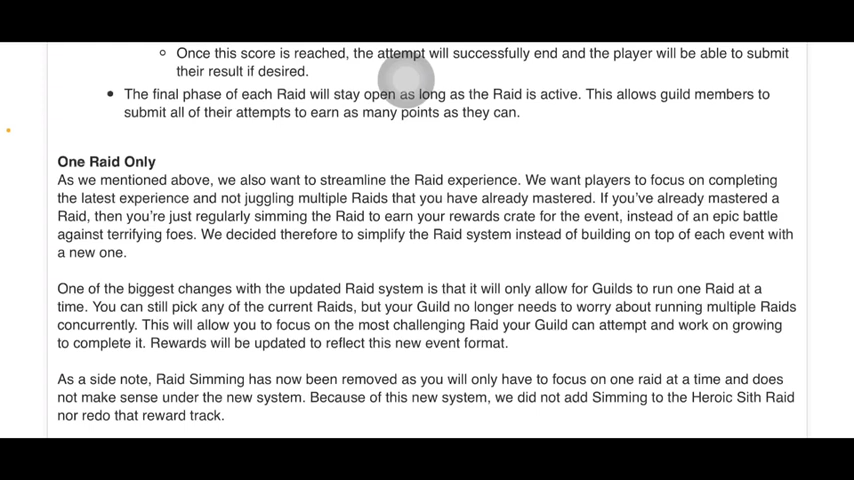 Once this score is reached, the attempt will successfully end and the player will be able to submit
their result if desired.
The final phase of each Raid will stay open as long as the Raid is active. This allows guild members to
submit all of their attempts to earn as many points as they can.
One Raid Only
As we mentioned above, we also want to streamline the Raid experience. We want players to focus on completing
the latest experience and not juggling multiple Raids that you have already mastered. If you've already mastered a
Raid, then you're just regularly simming the Raid to earn your rewards crate for the event, instead of an epic battle
against terrifying foes. We decided therefore to simplify the Raid system instead of building on top of each event with
a new one.
One of the biggest changes with the updated Raid system is that it will only allow for Guilds to run one Raid at a
time. You can still pick any of the current Raids, but your Guild no longer needs to worry about running multiple Raids
concurrently. This will allow you to focus on the most challenging Raid your Guild can attempt and work on growing
to complete it. Rewards will be updated to reflect this new event format.
As a side note, Raid Simming has now been removed as you will only have to focus on one raid at a time and does
not make sense under the new system. Because of this new system, we did not add Simming to the Heroic Sith Raid
nor redo that reward track.